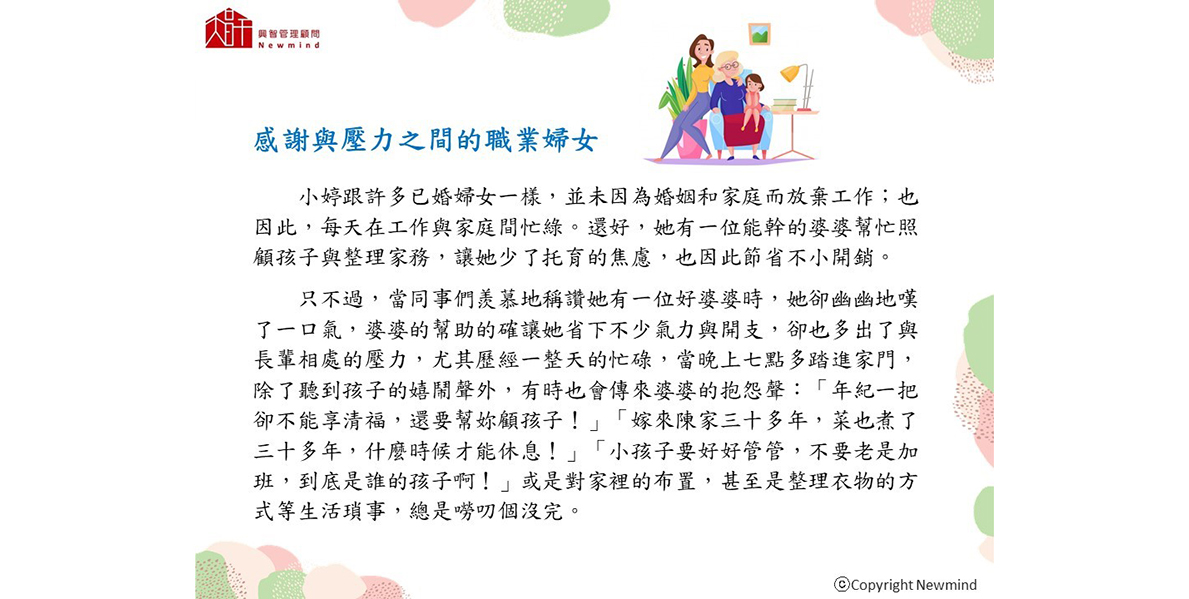 興智管理顧問
Newmind
感謝與壓力之間的職業婦女
小婷跟許多已婚婦女一樣，並未因為婚姻和家庭而放棄工作；也
因此，每天在工作與家庭間忙綠。還好，她有一位能幹的婆婆幫忙照
顧孩子與整理家務，讓她少了托育的焦慮，也因此節省不小開銷。
只不過，當同事們羨慕地稱讚她有一位好婆婆時，她卻幽幽地嘆
了一口氣，婆婆的幫助的確讓她省下不少氣力與開支，卻也多出了與
長輩相處的壓力，尤其歷經一整天的忙碌，當晚上七點多踏進家門，
除了聽到孩子的嬉鬧聲外，有時也會傳來婆婆的抱怨聲：「年紀一把
卻不能享清福，還要幫妳顧孩子！」「嫁來陳家三十多年，菜也煮了
三十多年，什麼時候才能休息！」「小孩子要好好管管，不要老是加
班，到底是誰的孩子啊！」或是對家裡的布置，甚至是整理衣物的方
式等生活瑣事，總是嘮叨個沒完。
ⓒCopyright Newmind